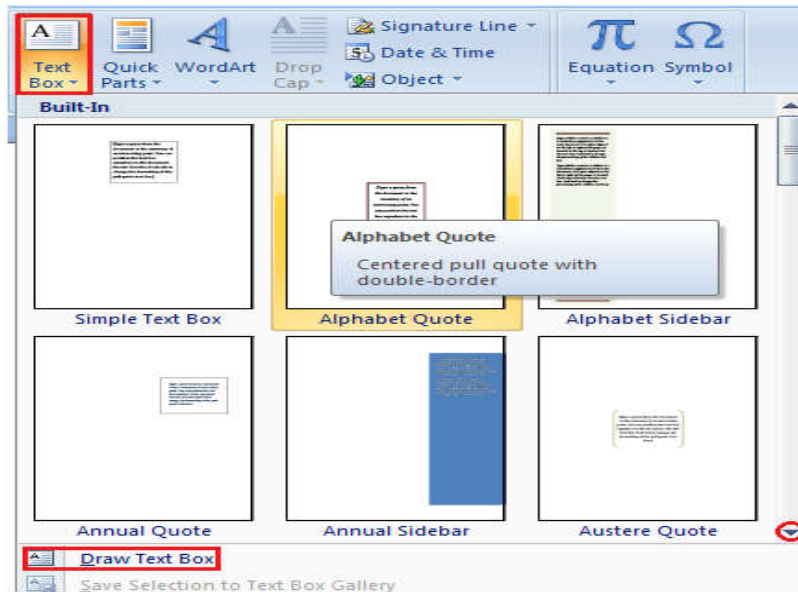 Text Box
Quick Parts
WordArt
Drop Cap
Signature Line
Date & Time
Object
Equation
Symbol
Built-In
Simple Text Box
Alphabet Quote
Alphabet Sidebar
Alphabet Quote
Centered pull quote with
double-border
Annual Quote
Annual Sidebar
Austere Quote
Draw Text Box
Save Selection to Text Box Gallery